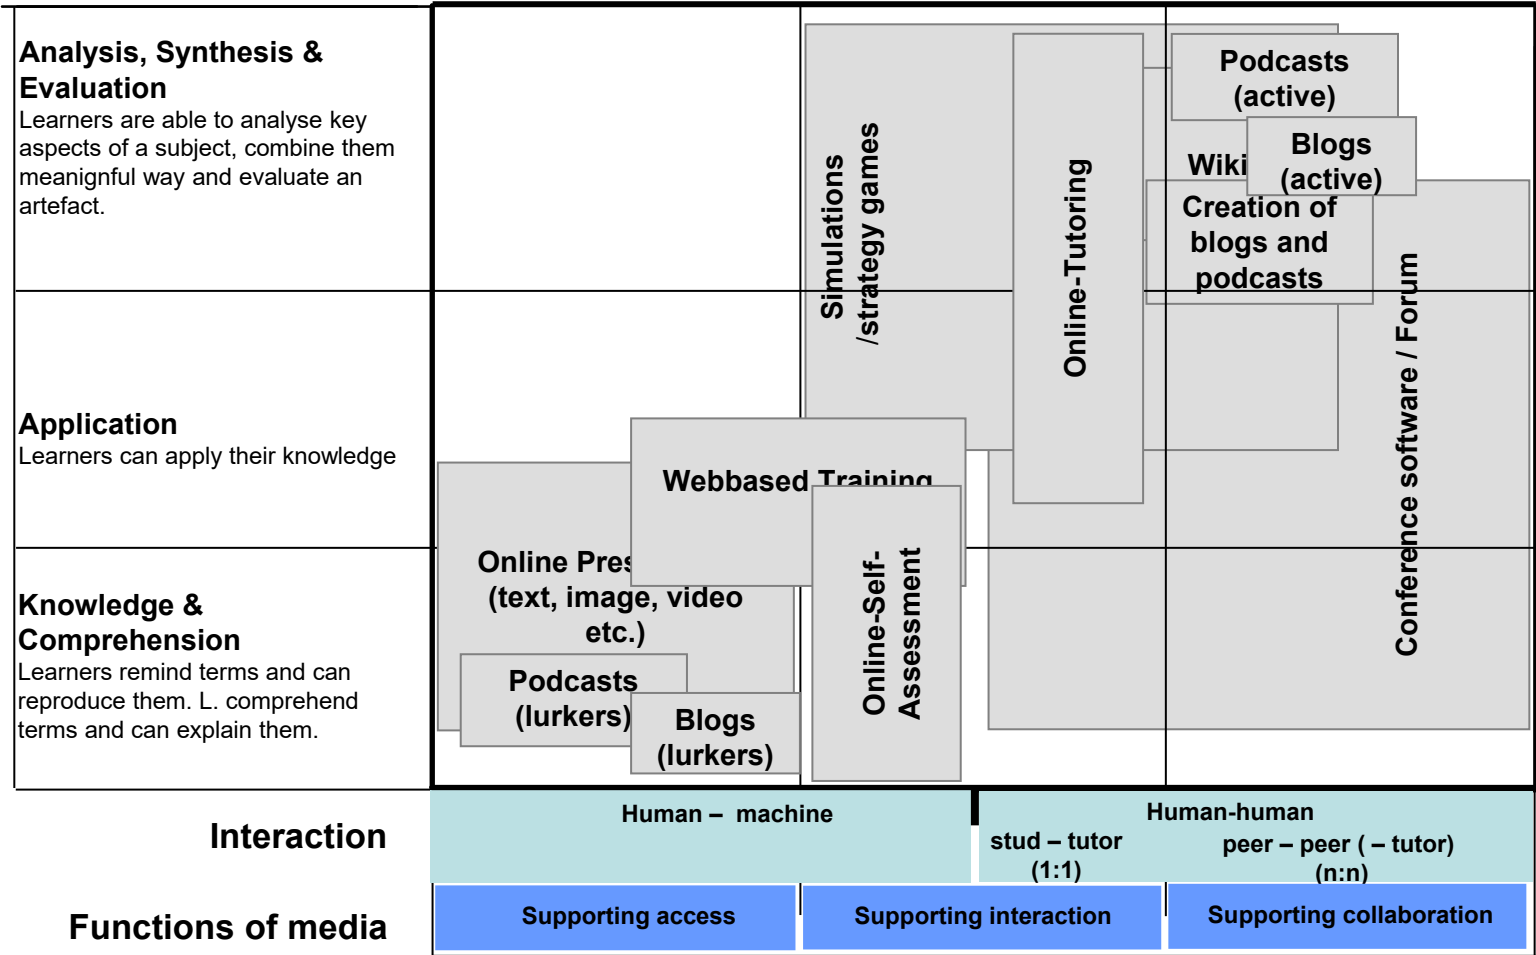 Analysis, Synthesis &
Evaluation
Learners are able to analyse key
aspects of a subject, combine them
meanignful way and evaluate an
artefact.
Application
Learners can apply their knowledge
Knowledge &
Comprehension
Learners remind terms and can
reproduce them. L. comprehend
terms and can explain them.
Simulations
/strategy games
Online-Tutoring
Podcasts
(active)
Wiki
Blogs
(active)
Creation of
blogs and
podcasts
Conference software / Forum
Webbased Training
Online Pres
(text, image, video
etc.)
Online-Self-
Assessment
Podcasts
(lurkers)
Blogs
(lurkers)
Interaction
Human – machine
Human-human
stud – tutor
(1:1)
peer – peer ( – tutor)
(n:n)
Functions of media
Supporting access
Supporting interaction
Supporting collaboration